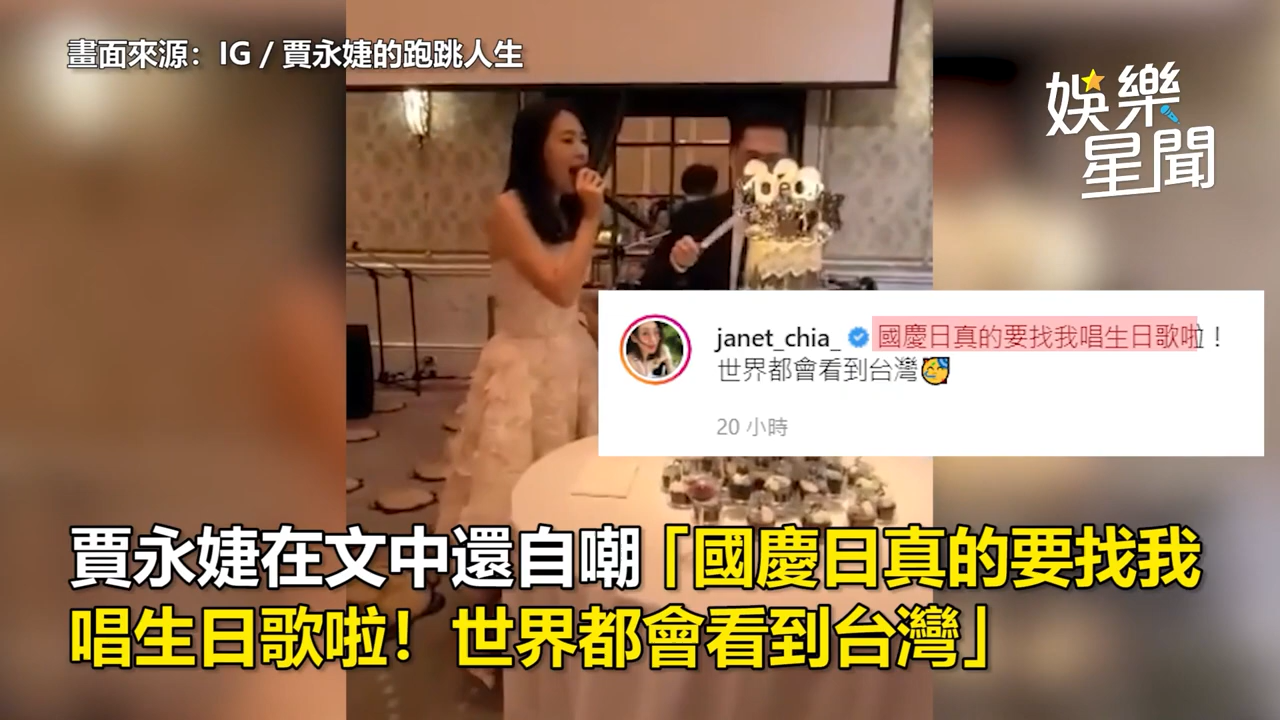 畫面來源：IG / 賈永婕的跑跳人生
娛樂
星聞
janet_chia_ 國慶日真的要找我唱生日歌啦！
世界都會看到台灣🥳
20 小時
賈永婕在文中還自嘲「國慶日真的要找我
唱生日歌啦！世界都會看到台灣」